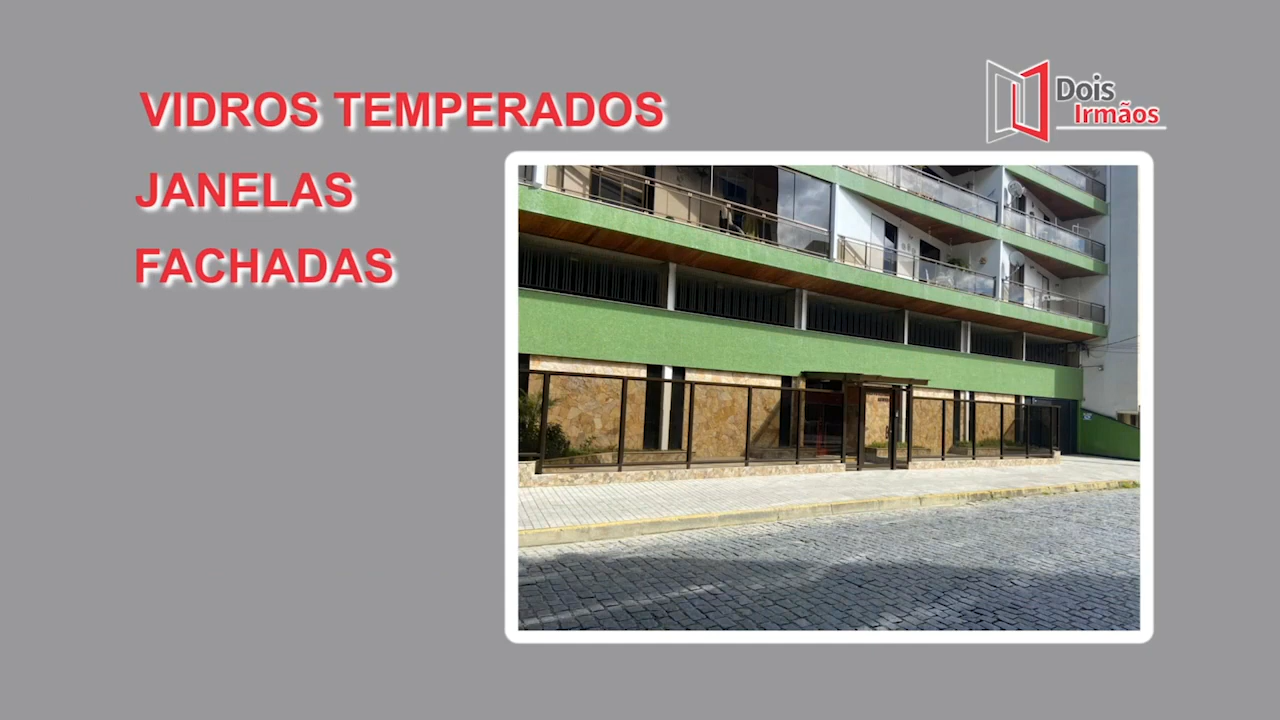 VIDROS TEMPERADOS
JANELAS
FACHADAS
Dois
Irmãos